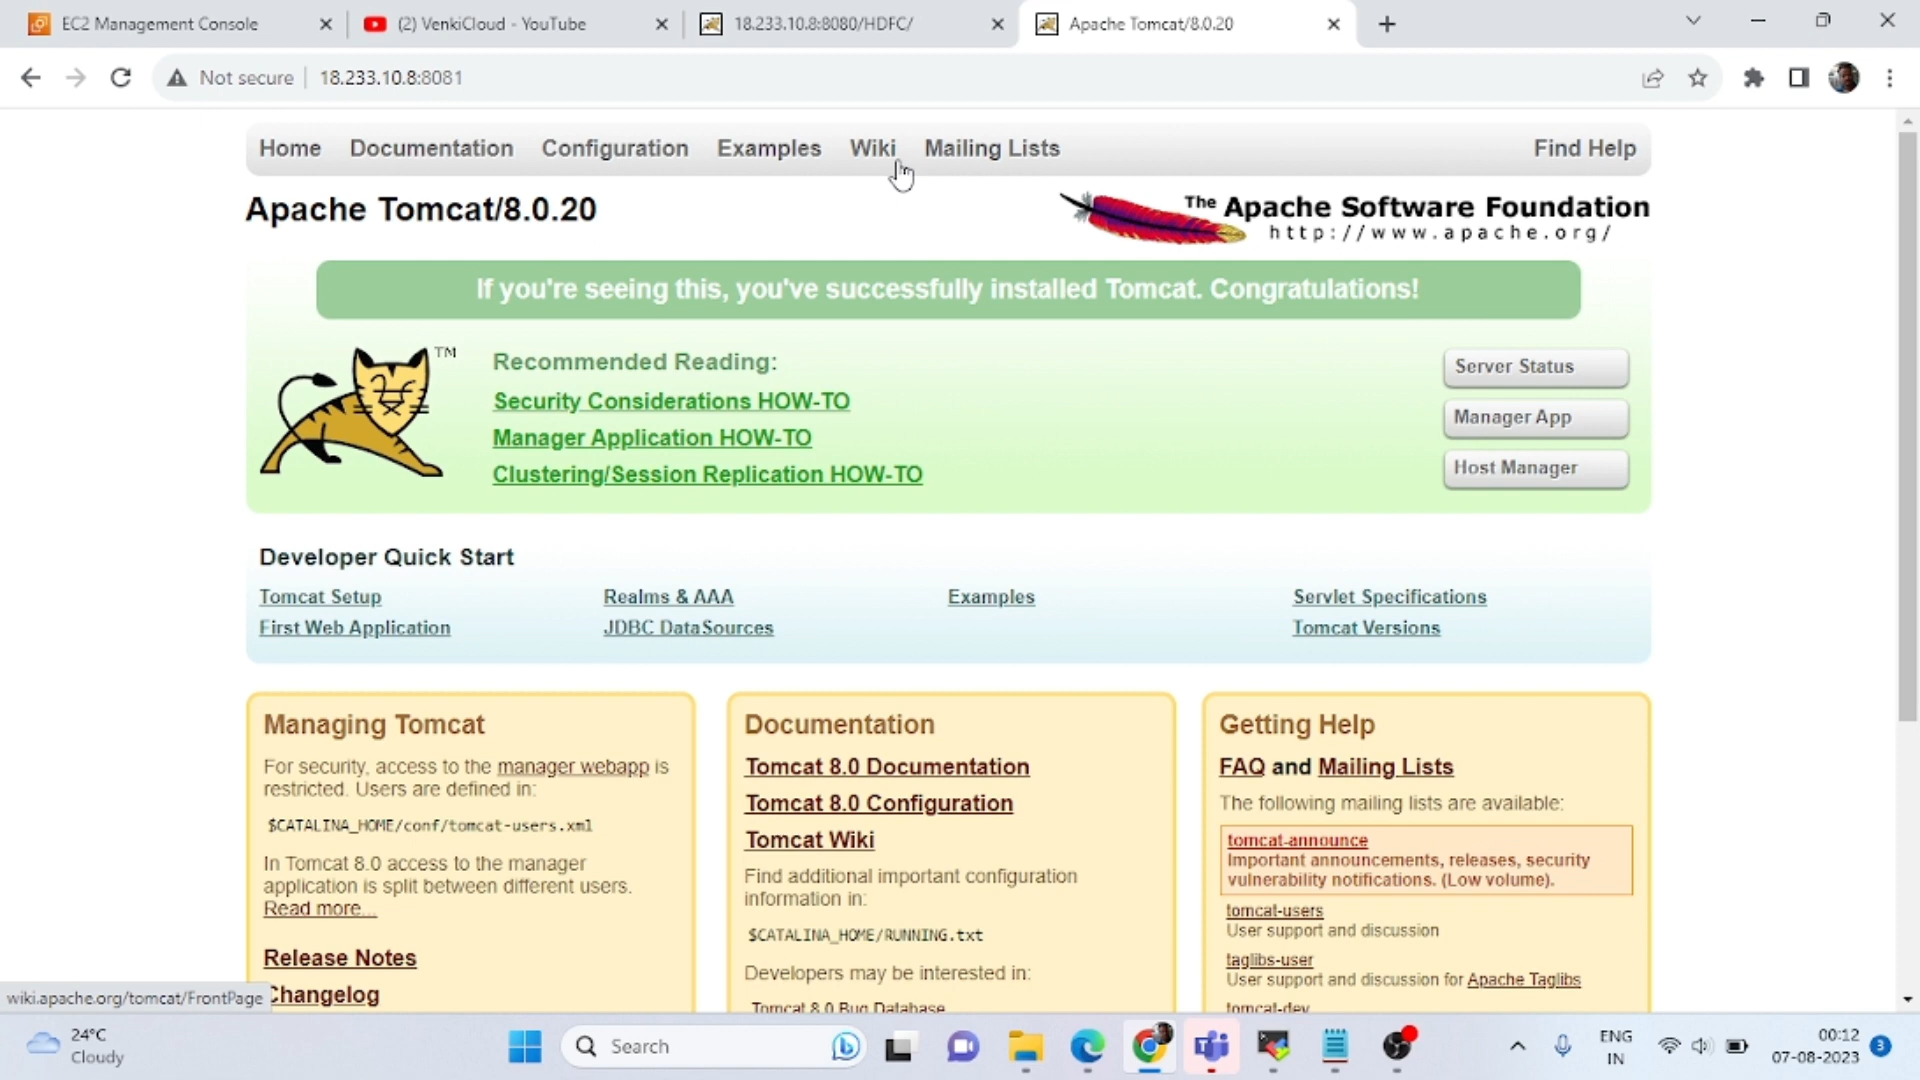 EC2 Management Console
(2) VenkiCloud - YouTube
18.233.10.8:8080/HDFC/
Apache Tomcat/8.0.20
Not secure
18.233.10.8:8081
Home
Documentation
Configuration
Examples
Wiki
Mailing Lists
Find Help
Apache Tomcat/8.0.20
The Apache Software Foundation
http://www.apache.org/
If you're seeing this, you've successfully installed Tomcat. Congratulations!
TM
Recommended Reading:
Security Considerations HOW-TO
Manager Application HOW-TO
Clustering/Session Replication HOW-TO
Server Status
Manager App
Host Manager
Developer Quick Start
Tomcat Setup
First Web Application
Realms & AAA
JDBC DataSources
Examples
Servlet Specifications
Tomcat Versions
Managing Tomcat
For security, access to the manager webapp is
restricted. Users are defined in:
$CATALINA_HOME/conf/tomcat-users.xml
In Tomcat 8.0 access to the manager
application is split between different users.
Read more...
Release Notes
Changelog
Documentation
Tomcat 8.0 Documentation
Tomcat 8.0 Configuration
Tomcat Wiki
Find additional important configuration
information in:
$CATALINA_HOME/RUNNING.txt
Developers may be interested in:
Tomcat 8.0 Bug Database
Getting Help
FAQ and Mailing Lists
The following mailing lists are available:
tomcat-announce
Important announcements, releases, security
vulnerability notifications. (Low volume).
tomcat-users
User support and discussion
taglibs-user
User support and discussion for Apache Taglibs
tomcat-dev
wiki.apache.org/tomcat/FrontPage
24°C
Cloudy
Search
ENG
IN
00:12
07-08-2023
3